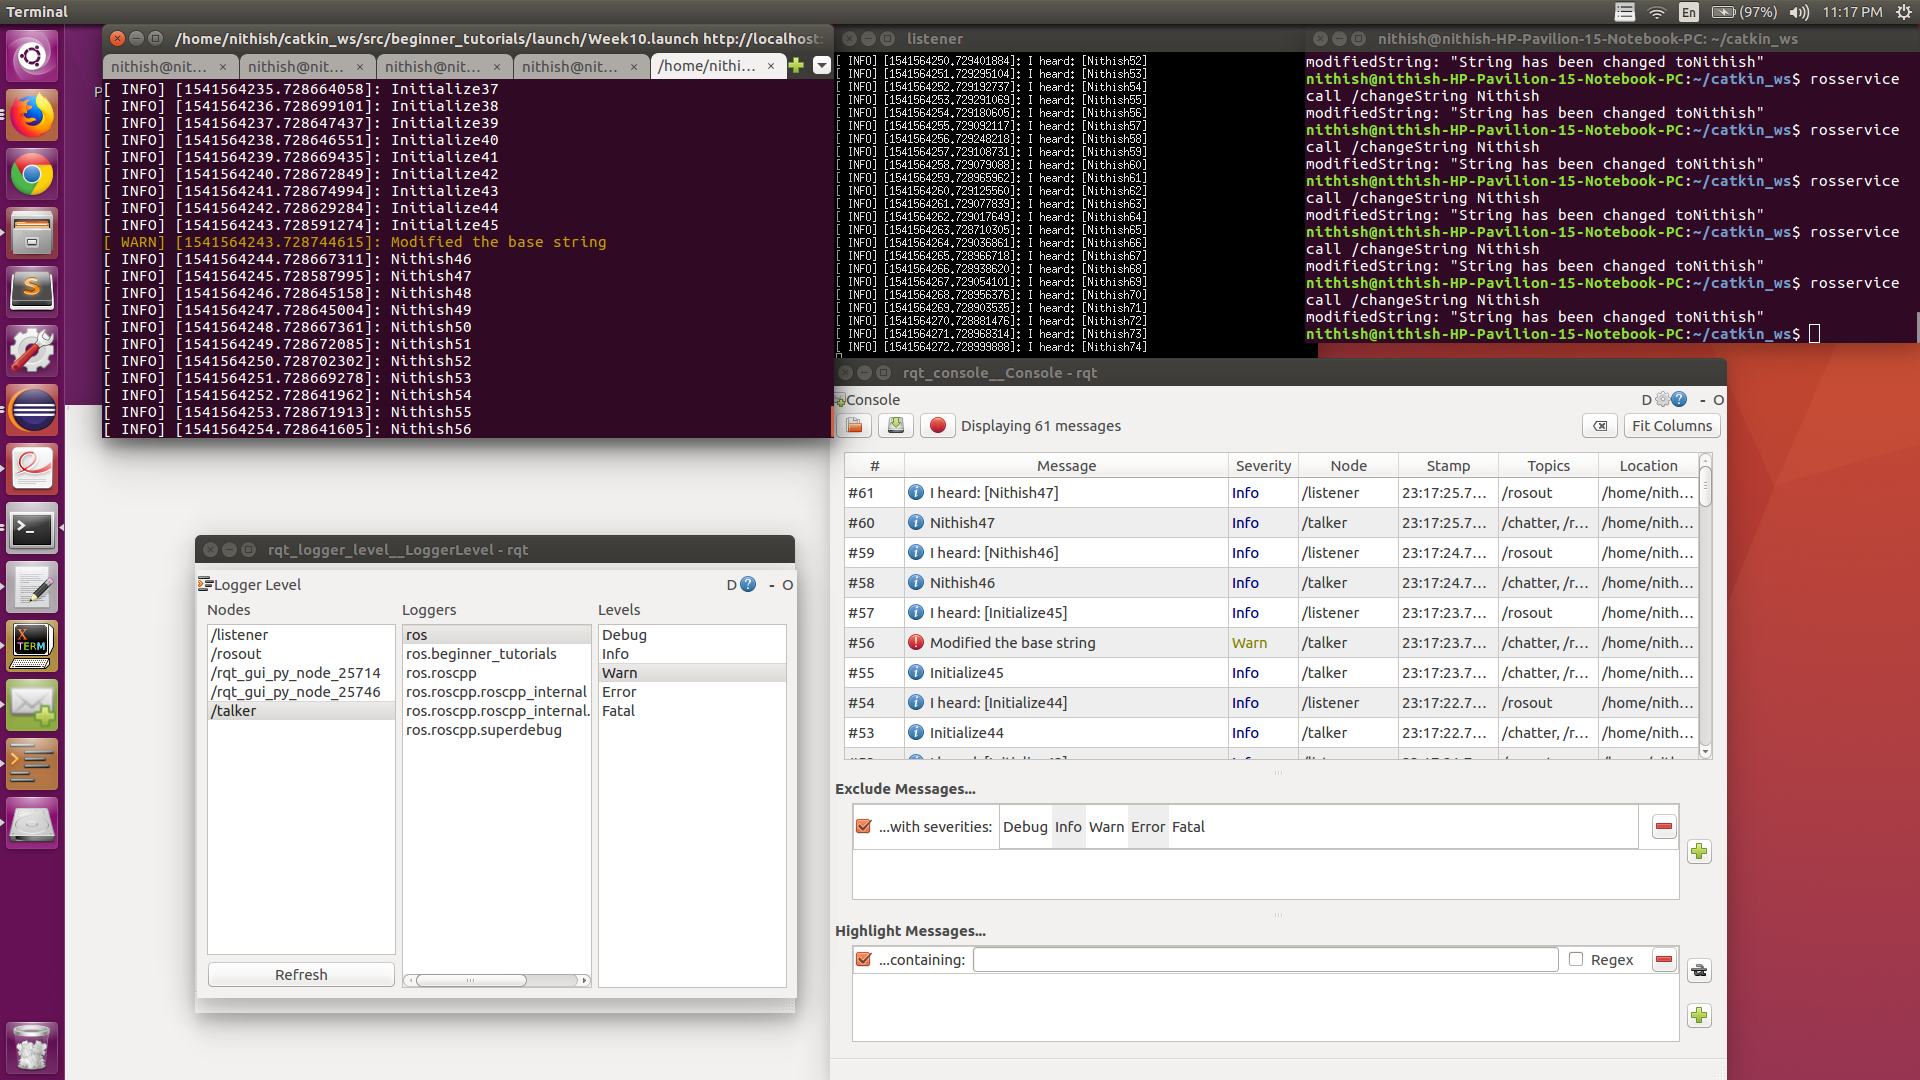 Terminal
En
(97%)
11:17 PM
/home/nithish/catkin_ws/src/beginner_tutorials/launch/Week10.launch http://localhost:
nithish@nit... ×
nithish@nit... ×
nithish@nit... ×
nithish@nit... ×
/home/nithi... ×
[ INFO] [1541564235.728664058]: Initialize37
[ INFO] [1541564236.728699101]: Initialize38
[ INFO] [1541564237.728647437]: Initialize39
[ INFO] [1541564238.728646551]: Initialize40
[ INFO] [1541564239.728669435]: Initialize41
[ INFO] [1541564240.728672849]: Initialize42
[ INFO] [1541564241.728674994]: Initialize43
[ INFO] [1541564242.728629284]: Initialize44
[ INFO] [1541564243.728591274]: Initialize45
[ WARN] [1541564243.728744615]: Modified the base string
[ INFO] [1541564244.728667311]: Nithish46
[ INFO] [1541564245.728587995]: Nithish47
[ INFO] [1541564246.728645158]: Nithish48
[ INFO] [1541564247.728645004]: Nithish49
[ INFO] [1541564248.728667361]: Nithish50
[ INFO] [1541564249.728672085]: Nithish51
[ INFO] [1541564250.728702302]: Nithish52
[ INFO] [1541564251.728669278]: Nithish53
[ INFO] [1541564252.728641962]: Nithish54
[ INFO] [1541564253.728671913]: Nithish55
[ INFO] [1541564254.728641605]: Nithish56
listener
[ INFO] [1541564250.729401884]: I heard: [Nithish52]
[ INFO] [1541564251.729295104]: I heard: [Nithish53]
[ INFO] [1541564252.729192737]: I heard: [Nithish54]
[ INFO] [1541564253.729291069]: I heard: [Nithish55]
[ INFO] [1541564254.729180605]: I heard: [Nithish56]
[ INFO] [1541564255.729092117]: I heard: [Nithish57]
[ INFO] [1541564256.729248218]: I heard: [Nithish58]
[ INFO] [1541564257.729108731]: I heard: [Nithish59]
[ INFO] [1541564258.729079088]: I heard: [Nithish60]
[ INFO] [1541564259.728965962]: I heard: [Nithish61]
[ INFO] [1541564260.729125560]: I heard: [Nithish62]
[ INFO] [1541564261.729077839]: I heard: [Nithish63]
[ INFO] [1541564262.729017649]: I heard: [Nithish64]
[ INFO] [1541564263.728710305]: I heard: [Nithish65]
[ INFO] [1541564264.729036861]: I heard: [Nithish66]
[ INFO] [1541564265.728966718]: I heard: [Nithish67]
[ INFO] [1541564266.728938620]: I heard: [Nithish68]
[ INFO] [1541564267.729054101]: I heard: [Nithish69]
[ INFO] [1541564268.728956376]: I heard: [Nithish70]
[ INFO] [1541564269.728903535]: I heard: [Nithish71]
[ INFO] [1541564270.728881476]: I heard: [Nithish72]
[ INFO] [1541564271.728968314]: I heard: [Nithish73]
[ INFO] [1541564272.728999888]: I heard: [Nithish74]
nithish@nithish-HP-Pavilion-15-Notebook-PC: ~/catkin_ws
modifiedString: "String has been changed toNithish"
nithish@nithish-HP-Pavilion-15-Notebook-PC:~/catkin_ws$ rosservice
call /changeString Nithish
modifiedString: "String has been changed toNithish"
nithish@nithish-HP-Pavilion-15-Notebook-PC:~/catkin_ws$ rosservice
call /changeString Nithish
modifiedString: "String has been changed toNithish"
nithish@nithish-HP-Pavilion-15-Notebook-PC:~/catkin_ws$ rosservice
call /changeString Nithish
modifiedString: "String has been changed toNithish"
nithish@nithish-HP-Pavilion-15-Notebook-PC:~/catkin_ws$ rosservice
call /changeString Nithish
modifiedString: "String has been changed toNithish"
nithish@nithish-HP-Pavilion-15-Notebook-PC:~/catkin_ws$ rosservice
call /changeString Nithish
modifiedString: "String has been changed toNithish"
nithish@nithish-HP-Pavilion-15-Notebook-PC:~/catkin_ws$
rqt_console__Console - rqt
Console
D - O
Displaying 61 messages
Fit Columns
# Message Severity Node Stamp Topics Location
#61 I heard: [Nithish47] Info /listener 23:17:25.7... /rosout /home/nith...
#60 Nithish47 Info /talker 23:17:25.7... /chatter, /r... /home/nith...
#59 I heard: [Nithish46] Info /listener 23:17:24.7... /rosout /home/nith...
#58 Nithish46 Info /talker 23:17:24.7... /chatter, /r... /home/nith...
#57 I heard: [Initialize45] Info /listener 23:17:23.7... /rosout /home/nith...
#56 Modified the base string Warn /talker 23:17:23.7... /chatter, /r... /home/nith...
#55 Initialize45 Info /talker 23:17:23.7... /chatter, /r... /home/nith...
#54 I heard: [Initialize44] Info /listener 23:17:22.7... /rosout /home/nith...
#53 Initialize44 Info /talker 23:17:22.7... /chatter, /r... /home/nith...
Exclude Messages...
...with severities: Debug Info Warn Error Fatal
Highlight Messages...
...containing: Regex
rqt_logger_level__LoggerLevel - rqt
Logger Level
D - O
Nodes
/listener
/rosout
/rqt_gui_py_node_25714
/rqt_gui_py_node_25746
/talker
Refresh
Loggers
ros
ros.beginner_tutorials
ros.roscpp
ros.roscpp.roscpp_internal
ros.roscpp.roscpp_internal.
ros.roscpp.superdebug
Levels
Debug
Info
Warn
Error
Fatal
X
TERM